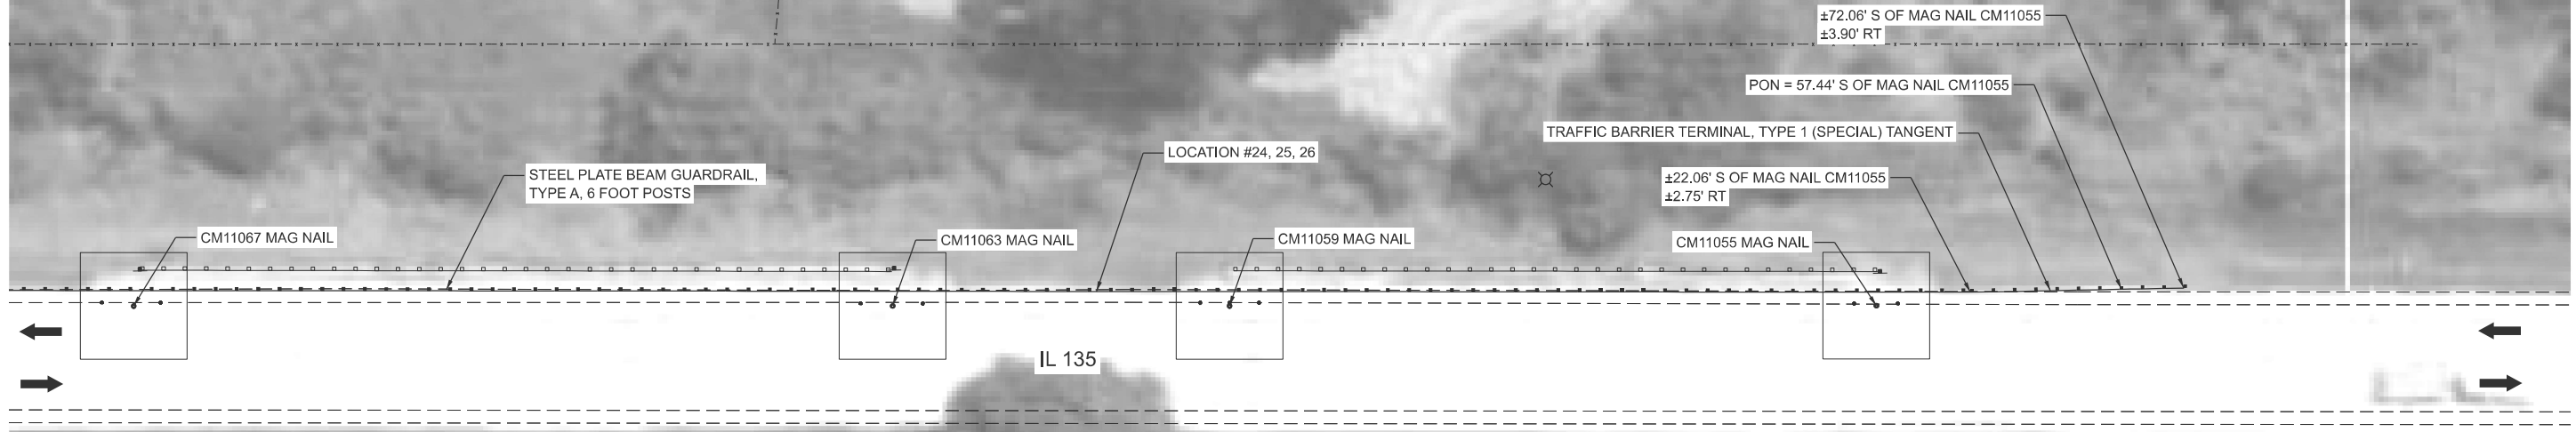 ±72.06' S OF MAG NAIL CM11055
±3.90' RT
PON = 57.44' S OF MAG NAIL CM11055
TRAFFIC BARRIER TERMINAL, TYPE 1 (SPECIAL) TANGENT
LOCATION #24, 25, 26
STEEL PLATE BEAM GUARDRAIL,
TYPE A, 6 FOOT POSTS
±22.06' S OF MAG NAIL CM11055
±2.75' RT
CM11067 MAG NAIL
CM11063 MAG NAIL
CM11059 MAG NAIL
CM11055 MAG NAIL
IL 135